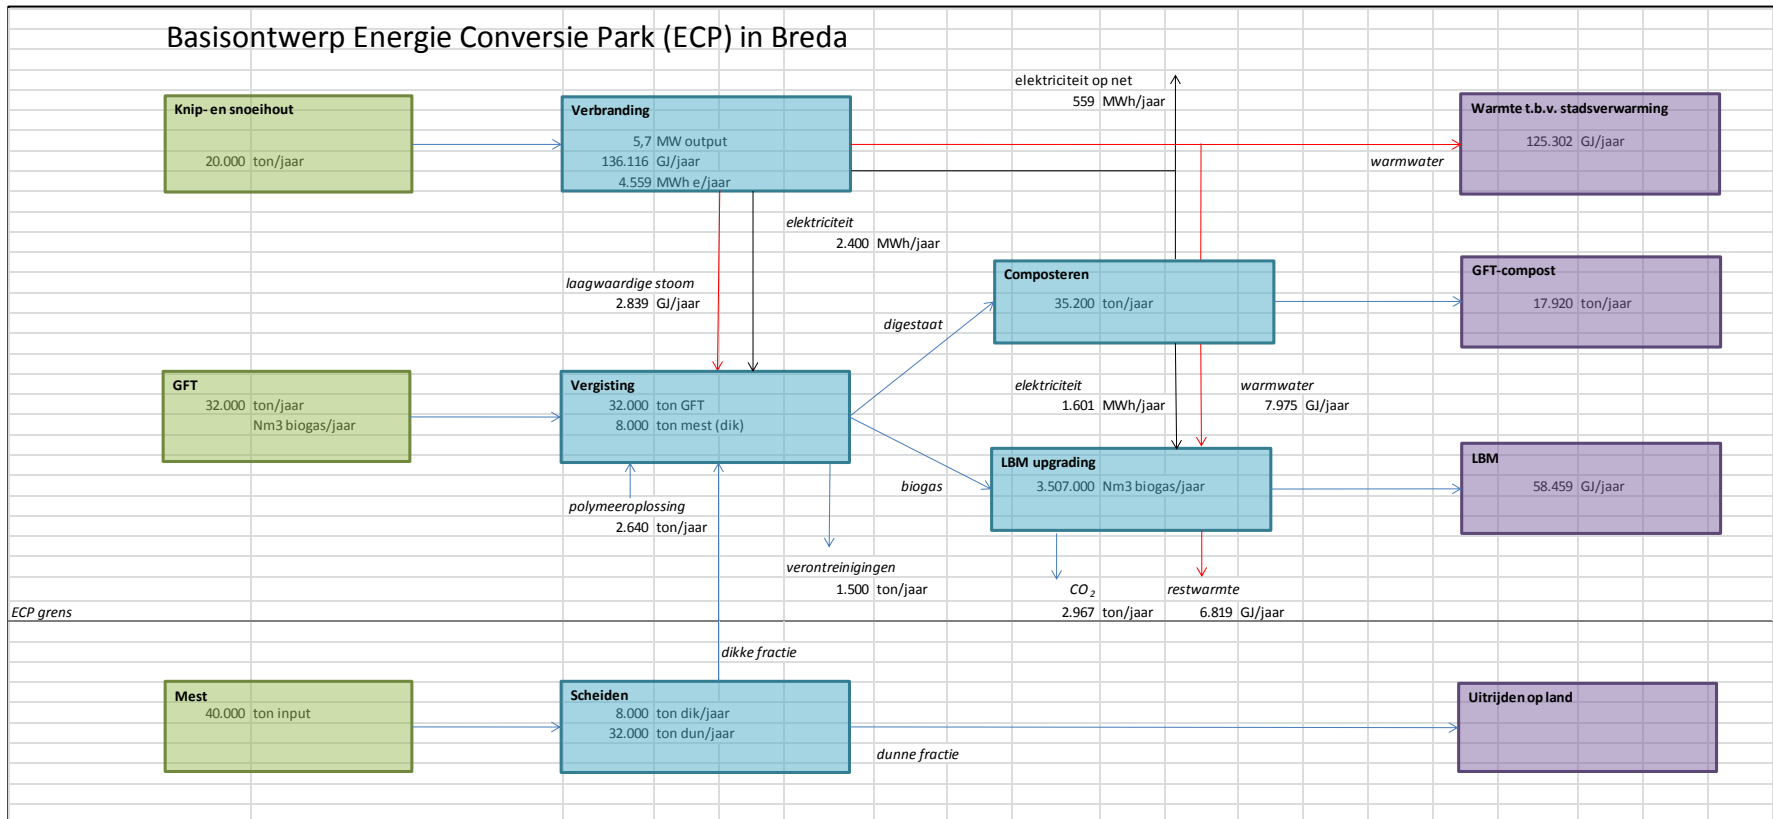 Basisontwerp Energie Conversie Park (ECP) in Breda
elektriciteit op net
559 MWh/jaar
Knip- en snoeihout
20.000 ton/jaar
Verbranding
5,7 MW output
136.116 GJ/jaar
4.559 MWh e/jaar
Warmte t.b.v. stadsverwarming
125.302 GJ/jaar
warmwater
elektriciteit
2.400 MWh/jaar
laagwaardige stoom
2.839 GJ/jaar
Composteren
35.200 ton/jaar
GFT-compost
17.920 ton/jaar
digestaat
GFT
32.000 ton/jaar
Nm3 biogas/jaar
Vergisting
32.000 ton GFT
8.000 ton mest (dik)
elektriciteit
1.601 MWh/jaar
warmwater
7.975 GJ/jaar
biogas
LBM upgrading
3.507.000 Nm3 biogas/jaar
LBM
58.459 GJ/jaar
polymeeroplossing
2.640 ton/jaar
verontreinigingen
1.500 ton/jaar
CO2
2.967 ton/jaar
restwarmte
6.819 GJ/jaar
ECP grens
dikke fractie
Mest
40.000 ton input
Scheiden
8.000 ton dik/jaar
32.000 ton dun/jaar
dunne fractie
Uitrijden op land